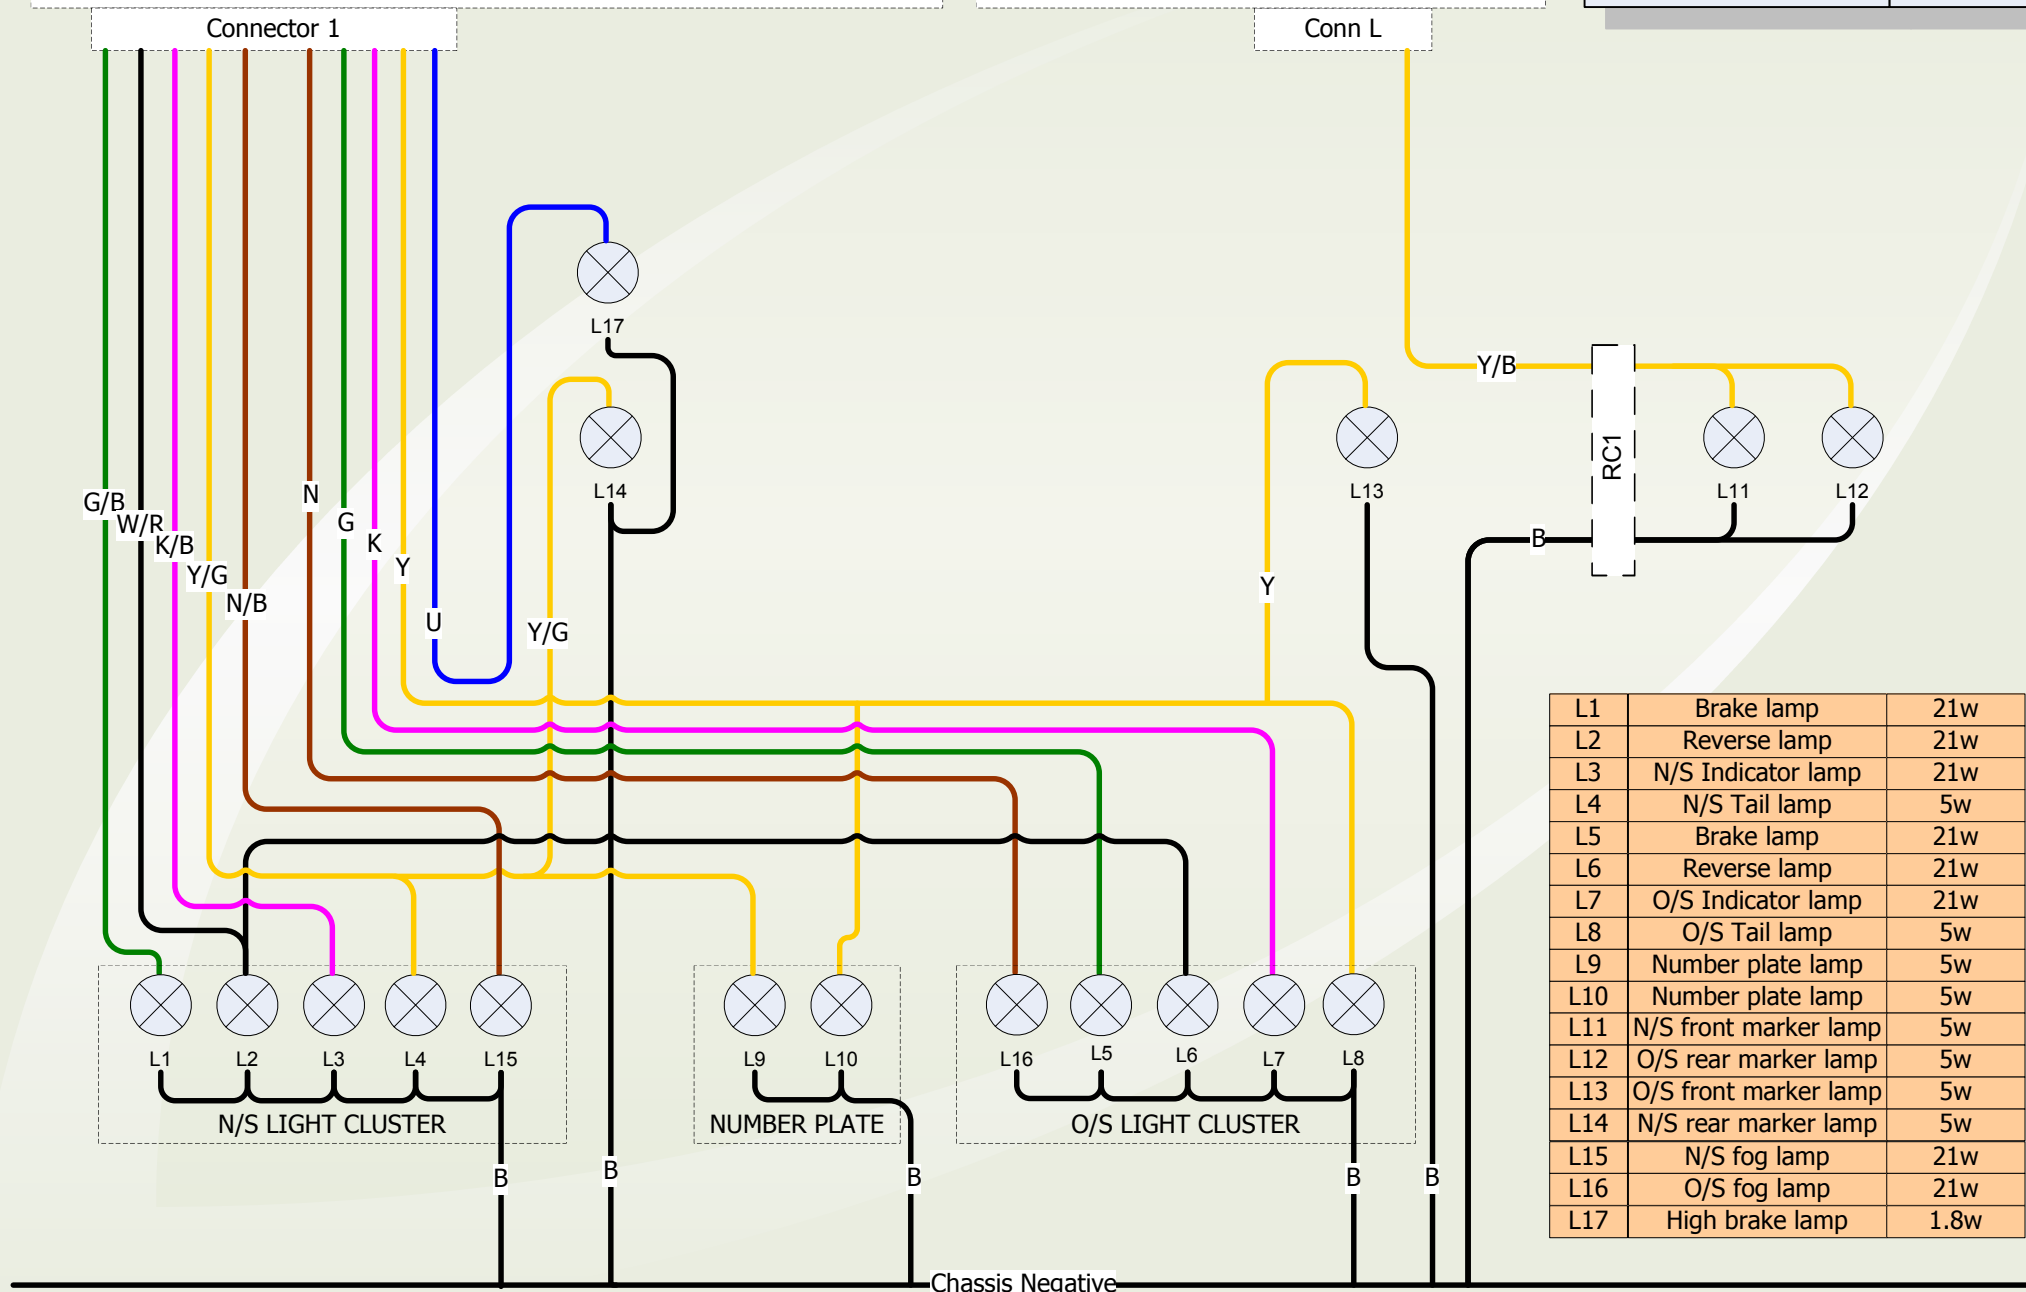 Connector 1
Conn L
L17
Y/B
L14
L13
RC1
L11
L12
G/B
W/R
K/B
Y/G
N/B
N
G
K
Y
U
Y/G
Y
B
L1 Brake lamp 21w
L2 Reverse lamp 21w
L3 N/S Indicator lamp 21w
L4 N/S Tail lamp 5w
L5 Brake lamp 21w
L6 Reverse lamp 21w
L7 O/S Indicator lamp 21w
L8 O/S Tail lamp 5w
L9 Number plate lamp 5w
L10 Number plate lamp 5w
L11 N/S front marker lamp 5w
L12 O/S rear marker lamp 5w
L13 O/S front marker lamp 5w
L14 N/S rear marker lamp 5w
L15 N/S fog lamp 21w
L16 O/S fog lamp 21w
L17 High brake lamp 1.8w
L1 L2 L3 L4 L15
L9 L10
L16 L5 L6 L7 L8
N/S LIGHT CLUSTER
NUMBER PLATE
O/S LIGHT CLUSTER
B B B B B
Chassis Negative